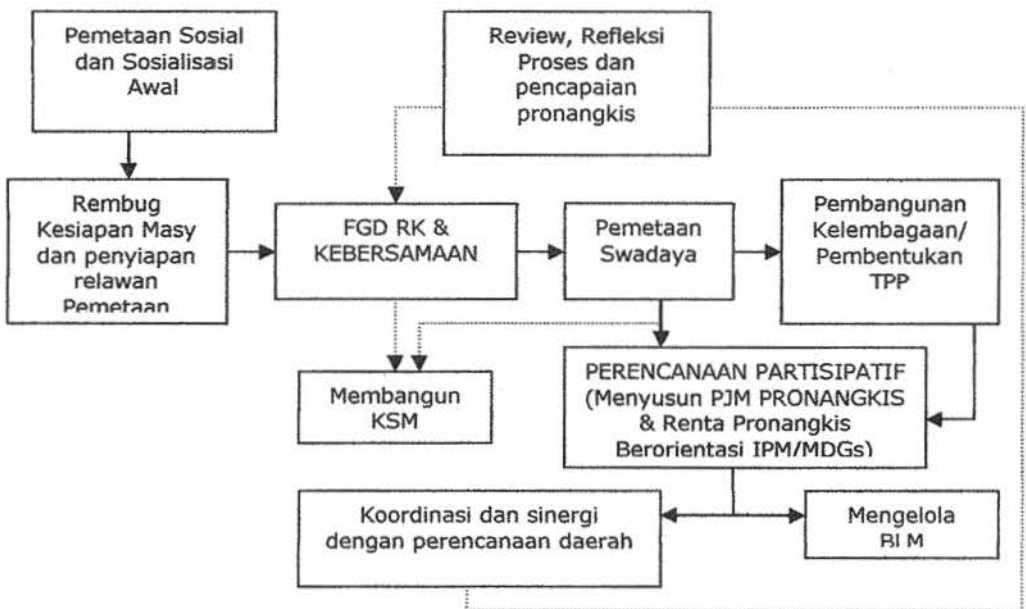 Pemetaan Sosial
dan Sosialisasi
Awal
Review, Refleksi
Proses dan
pencapaian
pronangkis
Rembug
Kesiapan Masy
dan penyiapan
relawan
Pemetaan
FGD RK &
KEBERSAMAAN
Pemetaan
Swadaya
Pembangunan
Kelembagaan/
Pembentukan
TPP
Membangun
KSM
PERENCANAAN PARTISIPATIF
(Menyusun PJM PRONANGKIS
& Renta Pronangkis
Berorientasi IPM/MDGs)
Koordinasi dan sinergi
dengan perencanaan daerah
Mengelola
BLM